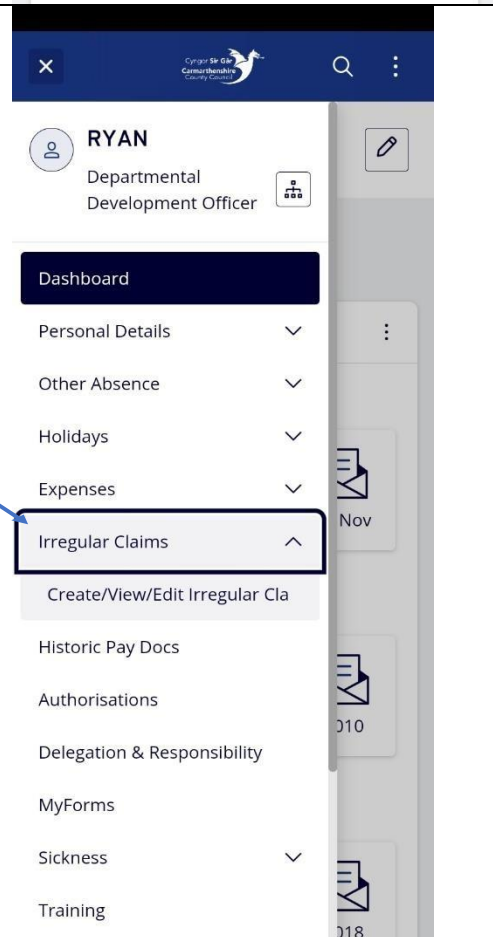 Cyngor Sir Gâr
Carmarthenshire
County Council
RYAN
Departmental
Development Officer
Dashboard
Personal Details
Other Absence
Holidays
Expenses
Nov
Irregular Claims
Create/View/Edit Irregular Cla
Historic Pay Docs
Authorisations
010
Delegation & Responsibility
MyForms
Sickness
Training
018